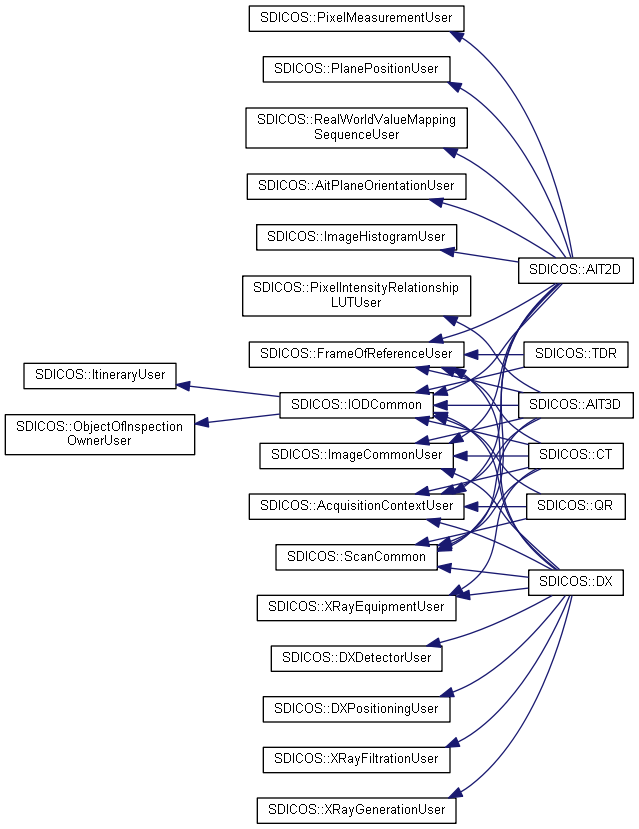 SDICOS::PixelMeasurementUser
SDICOS::PlanePositionUser
SDICOS::RealWorldValueMapping
SequenceUser
SDICOS::AitPlaneOrientationUser
SDICOS::ImageHistogramUser
SDICOS::AIT2D
SDICOS::PixelIntensityRelationship
LUTUser
SDICOS::FrameOfReferenceUser
SDICOS::TDR
SDICOS::ItineraryUser
SDICOS::IODCommon
SDICOS::AIT3D
SDICOS::ObjectOfInspection
OwnerUser
SDICOS::ImageCommonUser
SDICOS::CT
SDICOS::AcquisitionContextUser
SDICOS::QR
SDICOS::ScanCommon
SDICOS::DX
SDICOS::XRayEquipmentUser
SDICOS::DXDetectorUser
SDICOS::DXPositioningUser
SDICOS::XRayFiltrationUser
SDICOS::XRayGenerationUser